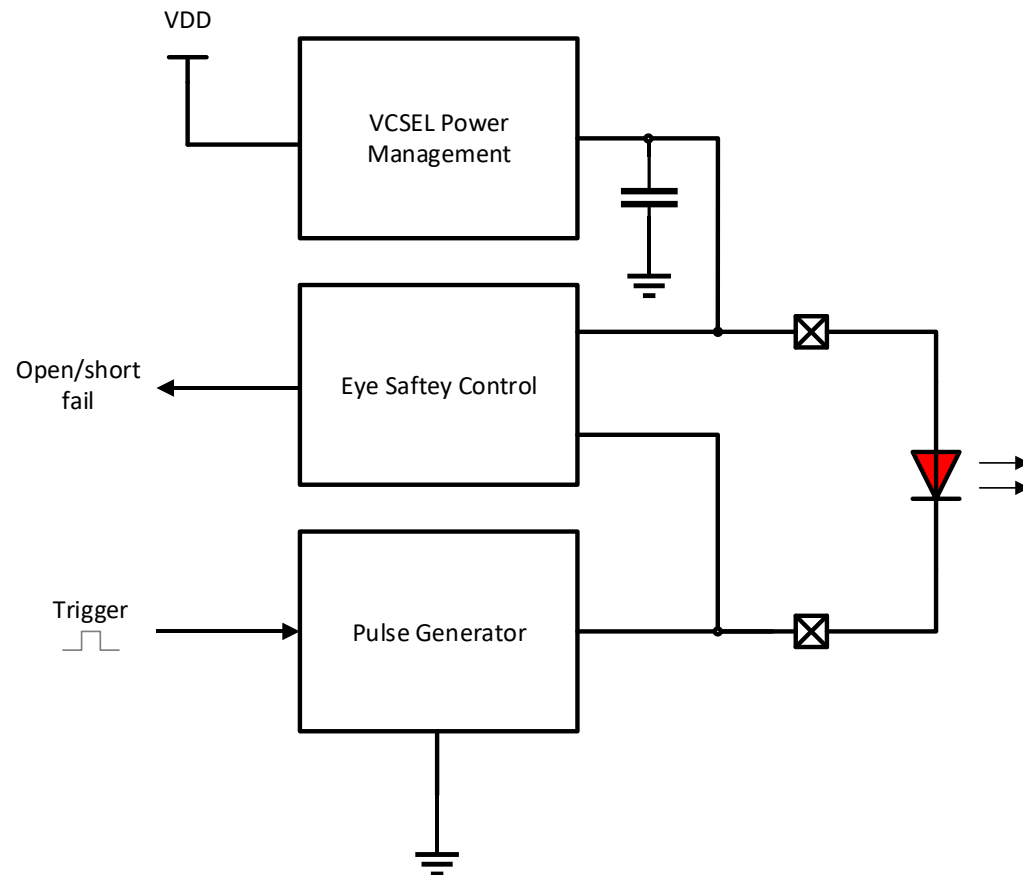 VDD
VCSEL Power
Management
Open/short
fail
Eye Saftey Control
Trigger
Pulse Generator